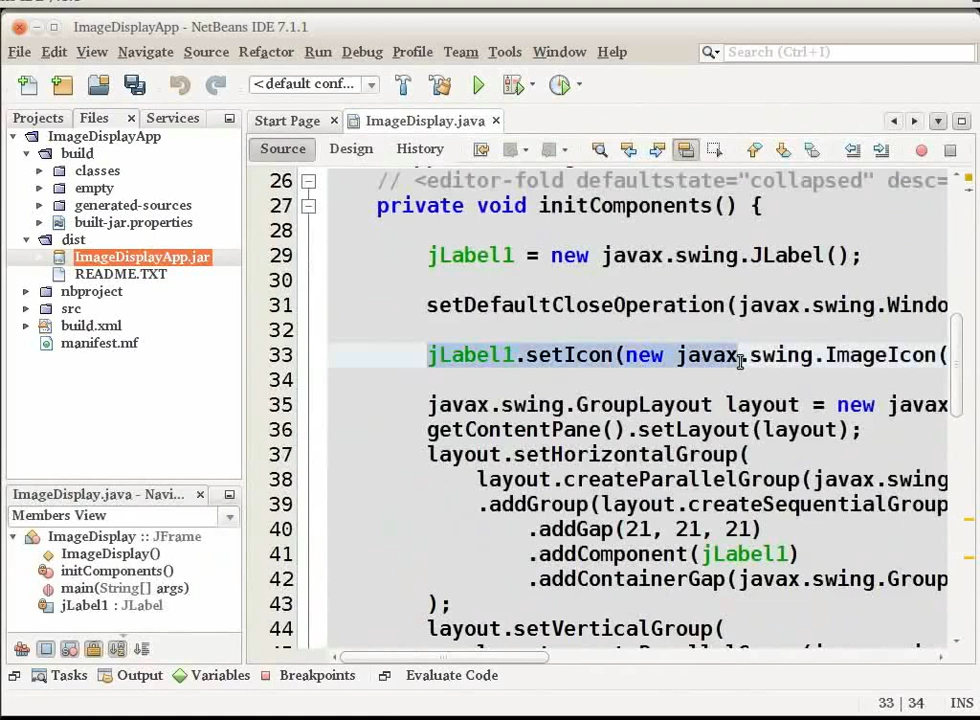 ImageDisplayApp - NetBeans IDE 7.1.1
File Edit View Navigate Source Refactor Run Debug Profile Team Tools Window Help
Search (Ctrl+I)
<default conf...
Projects Files Services
Start Page ImageDisplay.java
Source Design History
ImageDisplayApp
build
classes
empty
generated-sources
built-jar.properties
dist
ImageDisplayApp.jar
README.TXT
nbproject
src
build.xml
manifest.mf
26 // <editor-fold defaultstate="collapsed" desc=
27 private void initComponents() {
28
29 jLabel1 = new javax.swing.JLabel();
30
31 setDefaultCloseOperation(javax.swing.Windo
32
33 jLabel1.setIcon(new javax.swing.ImageIcon(
34
35 javax.swing.GroupLayout layout = new javax
36 getContentPane().setLayout(layout);
37 layout.setHorizontalGroup(
38 layout.createParallelGroup(javax.swing
39 .addGroup(layout.createSequentialGroup
40 .addGap(21, 21, 21)
41 .addComponent(jLabel1)
42 .addContainerGap(javax.swing.Group
43 );
44 layout.setVerticalGroup(
ImageDisplay.java - Navi...
Members View
ImageDisplay :: JFrame
ImageDisplay()
initComponents()
main(String[] args)
jLabel1 : JLabel
Tasks Output Variables Breakpoints Evaluate Code
33 | 34 INS